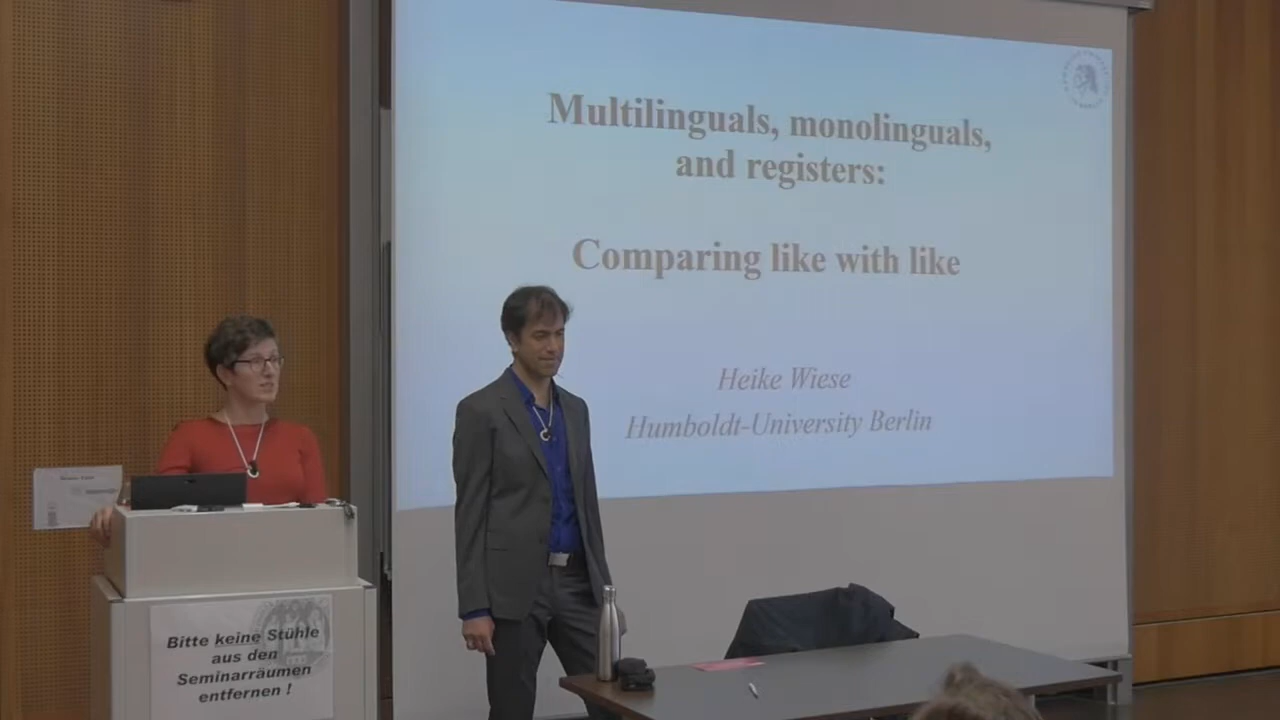 Multilinguals, monolinguals,
and registers:
Comparing like with like
Heike Wiese
Humboldt-University Berlin
Bitte keine Stühle
aus den
Seminarräumen
entfernen !